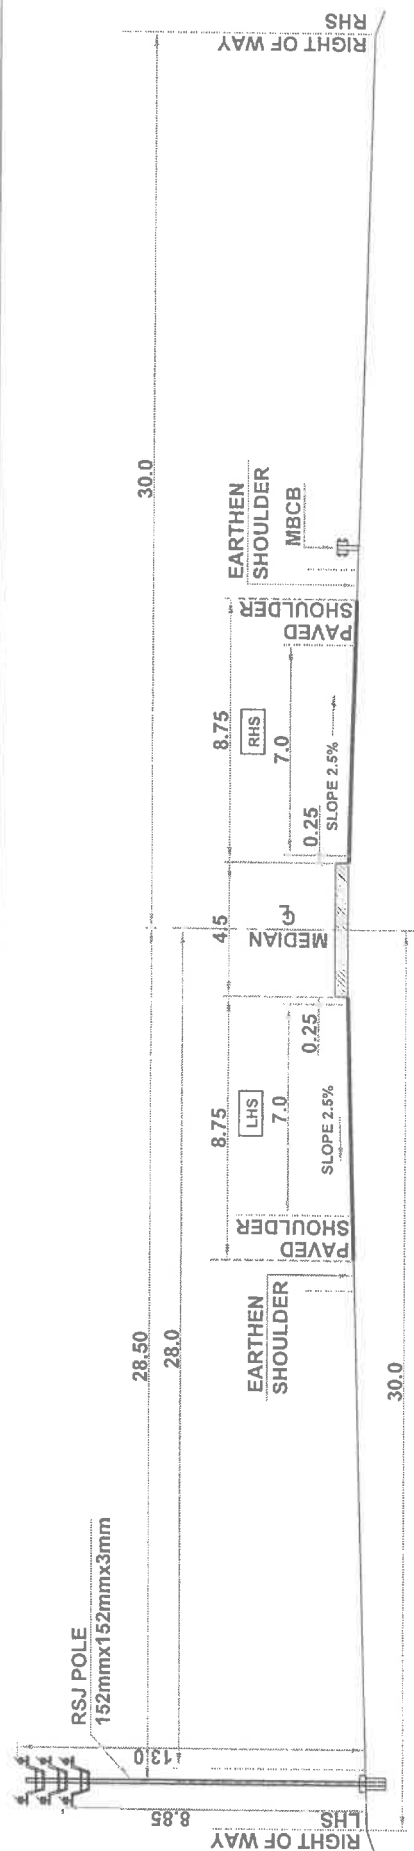 RSJ POLE
152mmx152mmx3mm
13.0
8.85
LHS
RIGHT OF WAY
28.50
28.0
30.0
EARTHEN
SHOULDER
PAVED
SHOULDER
8.75
LHS
7.0
SLOPE 2.5%
0.25
4.5
MEDIAN
8.75
RHS
7.0
0.25
SLOPE 2.5%
PAVED
SHOULDER
EARTHEN
SHOULDER
MBCB
30.0
RIGHT OF WAY
RHS